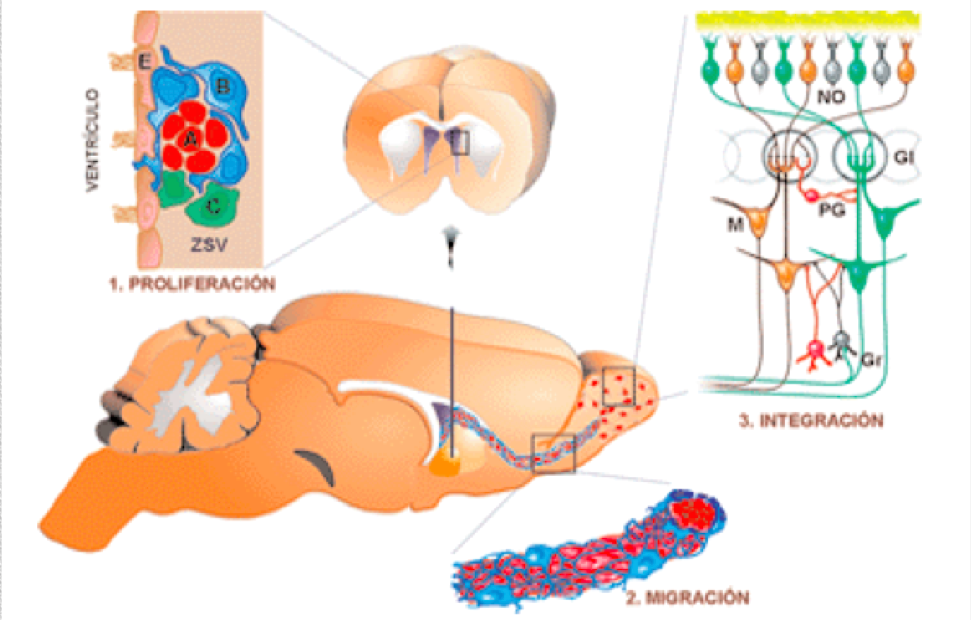 VENTRÍCULO
E
B
A
C
ZSV
1. PROLIFERACIÓN
NO
Gl
PG
M
Gr
3. INTEGRACIÓN
2. MIGRACIÓN